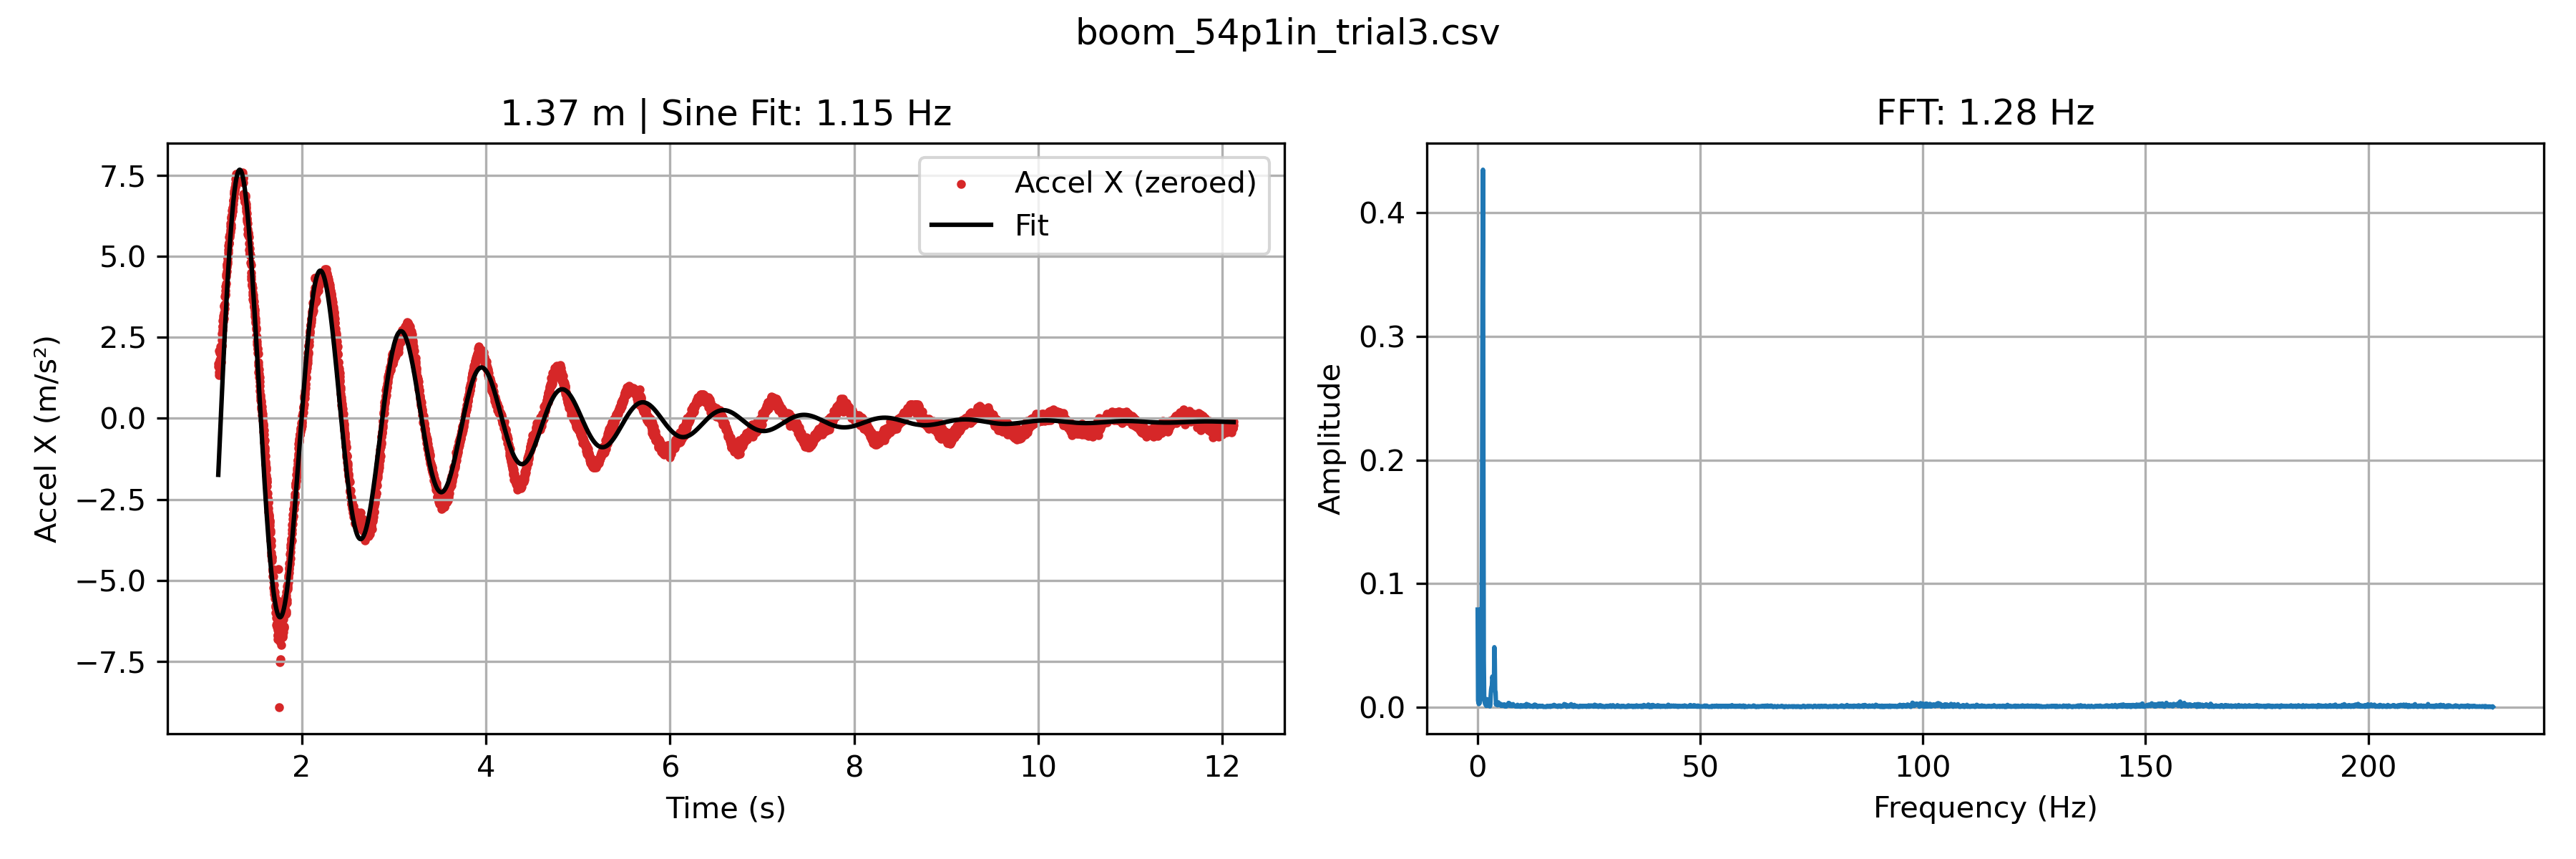 boom_54p1in_trial3.csv
1.37 m | Sine Fit: 1.15 Hz
Accel X (m/s²)
7.5
5.0
2.5
0.0
−2.5
−5.0
−7.5
Accel X (zeroed)
Fit
2 4 6 8 10 12
Time (s)
FFT: 1.28 Hz
Amplitude
0.4
0.3
0.2
0.1
0.0
0 50 100 150 200
Frequency (Hz)